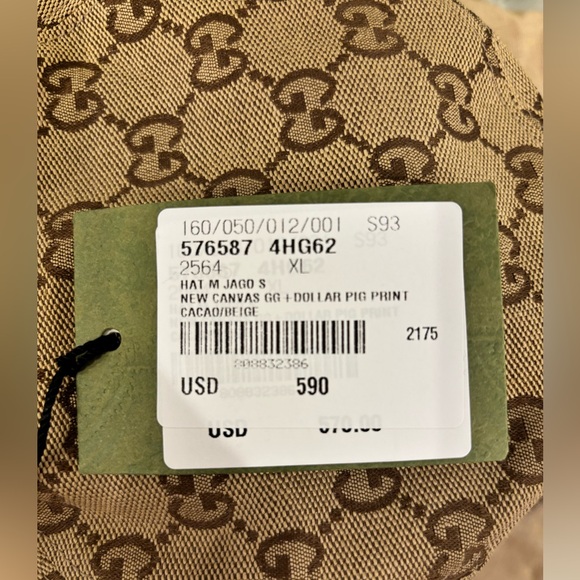 160/050/012/001 S93
576587 4HG62
2564 XL
HAT M JAGO S
NEW CANVAS GG +DOLLAR PIG PRINT
CACAO/BEIGE
2175
USD 590
USD